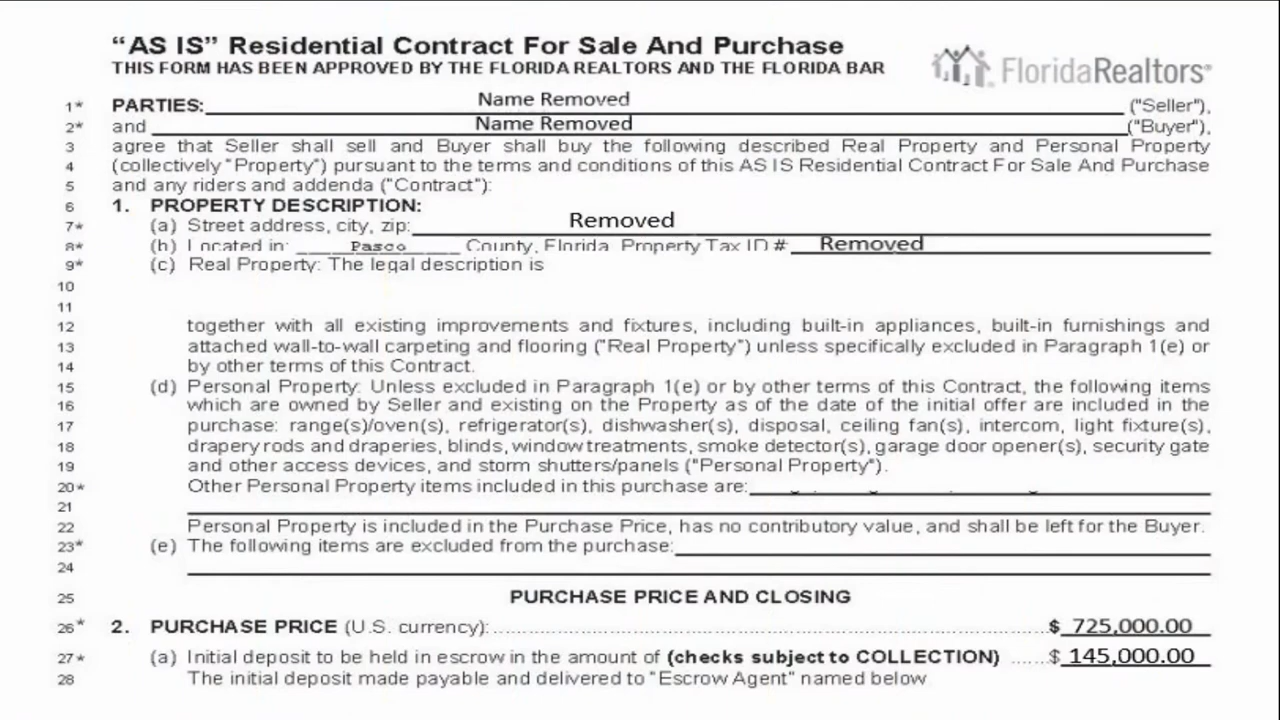 “AS IS” Residential Contract For Sale And Purchase
THIS FORM HAS BEEN APPROVED BY THE FLORIDA REALTORS AND THE FLORIDA BAR
FloridaRealtors®
1* PARTIES: Name Removed ("Seller"),
2* and Name Removed ("Buyer"),
3 agree that Seller shall sell and Buyer shall buy the following described Real Property and Personal Property
4 (collectively "Property") pursuant to the terms and conditions of this AS IS Residential Contract For Sale And Purchase
5 and any riders and addenda ("Contract"):
6 1. PROPERTY DESCRIPTION:
7* (a) Street address, city, zip: Removed
8* (b) Located in: Pasco County, Florida. Property Tax ID #: Removed
9* (c) Real Property: The legal description is
10
11
12 together with all existing improvements and fixtures, including built-in appliances, built-in furnishings and
13 attached wall-to-wall carpeting and flooring ("Real Property") unless specifically excluded in Paragraph 1(e) or
14 by other terms of this Contract.
15 (d) Personal Property: Unless excluded in Paragraph 1(e) or by other terms of this Contract, the following items
16 which are owned by Seller and existing on the Property as of the date of the initial offer are included in the
17 purchase: range(s)/oven(s), refrigerator(s), dishwasher(s), disposal, ceiling fan(s), intercom, light fixture(s),
18 drapery rods and draperies, blinds, window treatments, smoke detector(s), garage door opener(s), security gate
19 and other access devices, and storm shutters/panels ("Personal Property").
20* Other Personal Property items included in this purchase are:
21
22 Personal Property is included in the Purchase Price, has no contributory value, and shall be left for the Buyer.
23* (e) The following items are excluded from the purchase:
24
25 PURCHASE PRICE AND CLOSING
26* 2. PURCHASE PRICE (U.S. currency): $ 725,000.00
27* (a) Initial deposit to be held in escrow in the amount of (checks subject to COLLECTION) $ 145,000.00
28 The initial deposit made payable and delivered to "Escrow Agent" named below